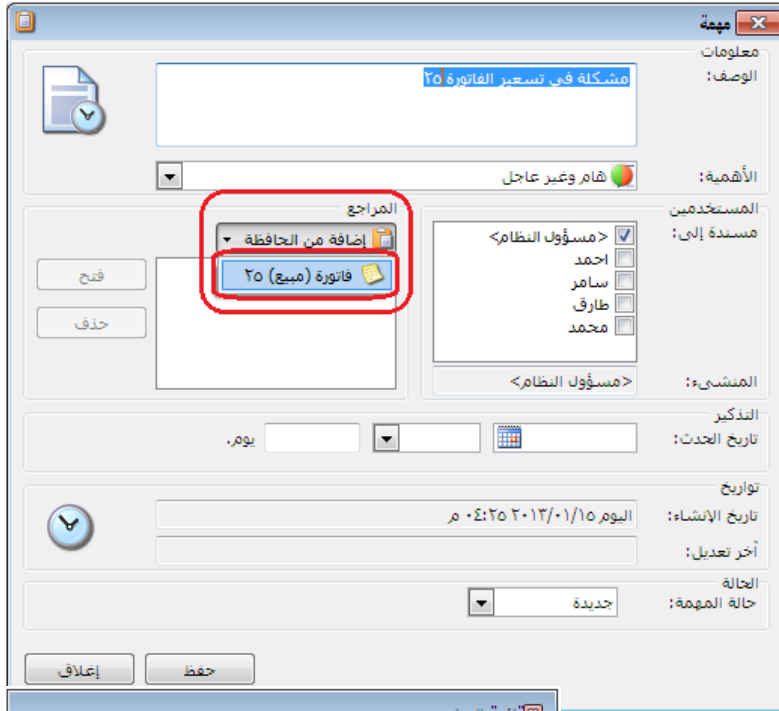 مهمة
معلومات
الوصف: مشكلة في تسعير الفاتورة ٢٥
الأهمية: هام وغير عاجل
المستخدمين
مسندة إلى: <مسؤول النظام>
احمد
سامر
طارق
محمد
المنشىء: <مسؤول النظام>
المراجع
إضافة من الحافظة
فاتورة (مبيع) ٢٥
فتح
حذف
التذكير
تاريخ الحدث: يوم.
تواريخ
تاريخ الإنشاء: اليوم ٢٠١٣/٠١/١٥ ٠٤:٢٥ م
آخر تعديل:
الحالة
حالة المهمة: جديدة
حفظ
إغلاق